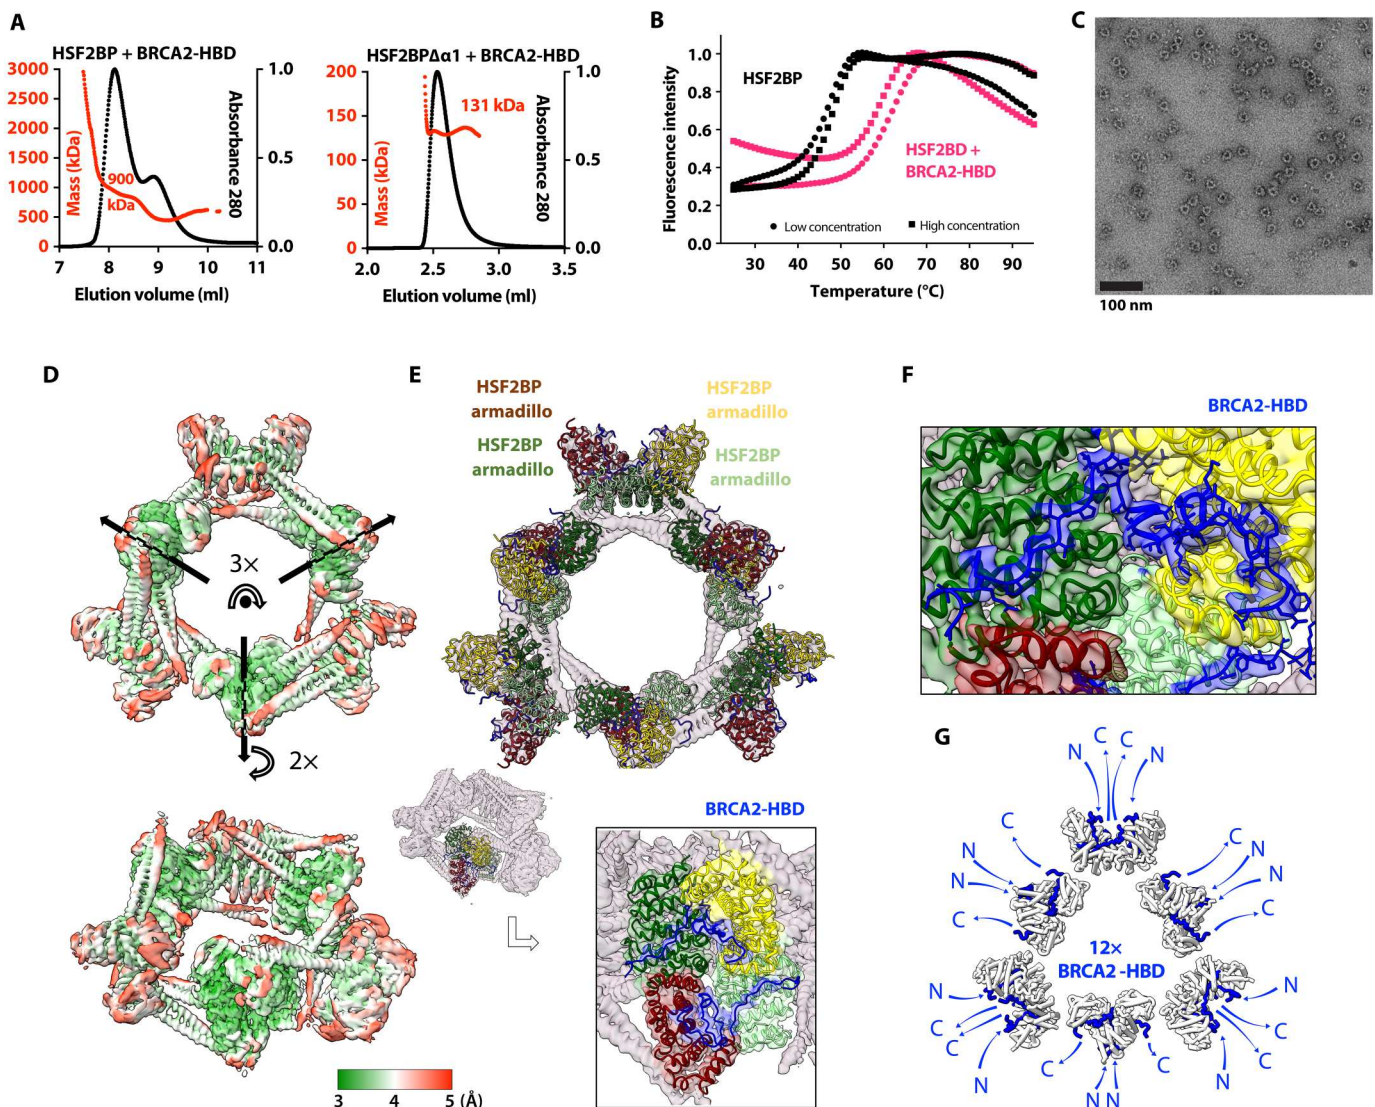 A
HSF2BP + BRCA2-HBD
3000
2500
2000
1500
1000
500
0
Mass (kDa)
900
kDa
1.0
0.5
0.0
Absorbance 280
7
8
9
10
11
Elution volume (ml)
HSF2BPΔα1 + BRCA2-HBD
200
150
100
50
0
Mass (kDa)
131 kDa
1.0
0.5
0.0
Absorbance 280
2.0
2.5
3.0
3.5
Elution volume (ml)
B
Fluorescence intensity
1.0
0.8
0.6
0.4
0.2
0.0
HSF2BP
HSF2BD +
BRCA2-HBD
Low concentration
High concentration
30
40
50
60
70
80
90
Temperature (°C)
C
100 nm
D
3×
2×
3
4
5 (Å)
E
HSF2BP
armadillo
HSF2BP
armadillo
HSF2BP
armadillo
HSF2BP
armadillo
BRCA2-HBD
F
BRCA2-HBD
G
N
C
C
N
C
N
N
C
C
N
N
C
12×
BRCA2 -HBD
N
C
C
N
C
N N
C
N
C
C
N